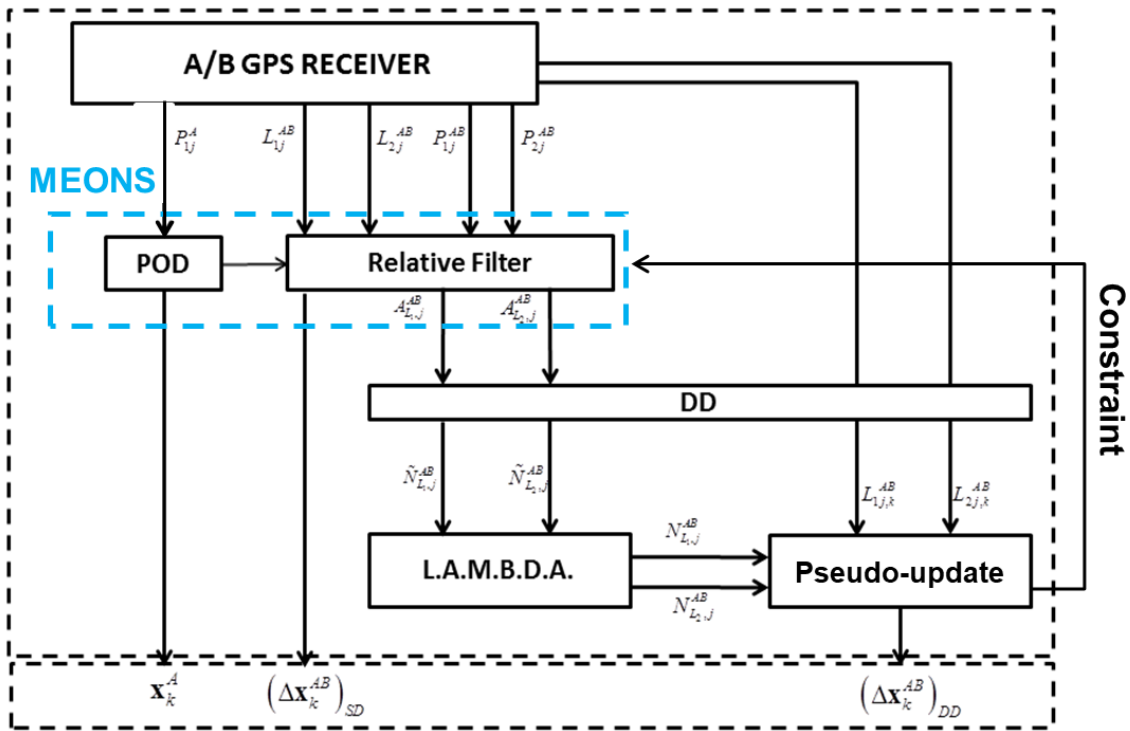 A/B GPS RECEIVER
P_{1j}^{A} L_{1j}^{AB} L_{2j}^{AB} P_{1j}^{AB} P_{2j}^{AB}
MEONS
POD
Relative Filter
A_{L_1,j}^{AB} A_{L_2,j}^{AB}
Constraint
DD
Ñ_{L_1,j}^{AB} Ñ_{L_2,j}^{AB} L_{1j,k}^{AB} L_{2j,k}^{AB}
N_{L_1,j}^{AB}
L.A.M.B.D.A.
Pseudo-update
N_{L_2,j}^{AB}
x_k^A (Δx_k^{AB})_{SD} (Δx_k^{AB})_{DD}